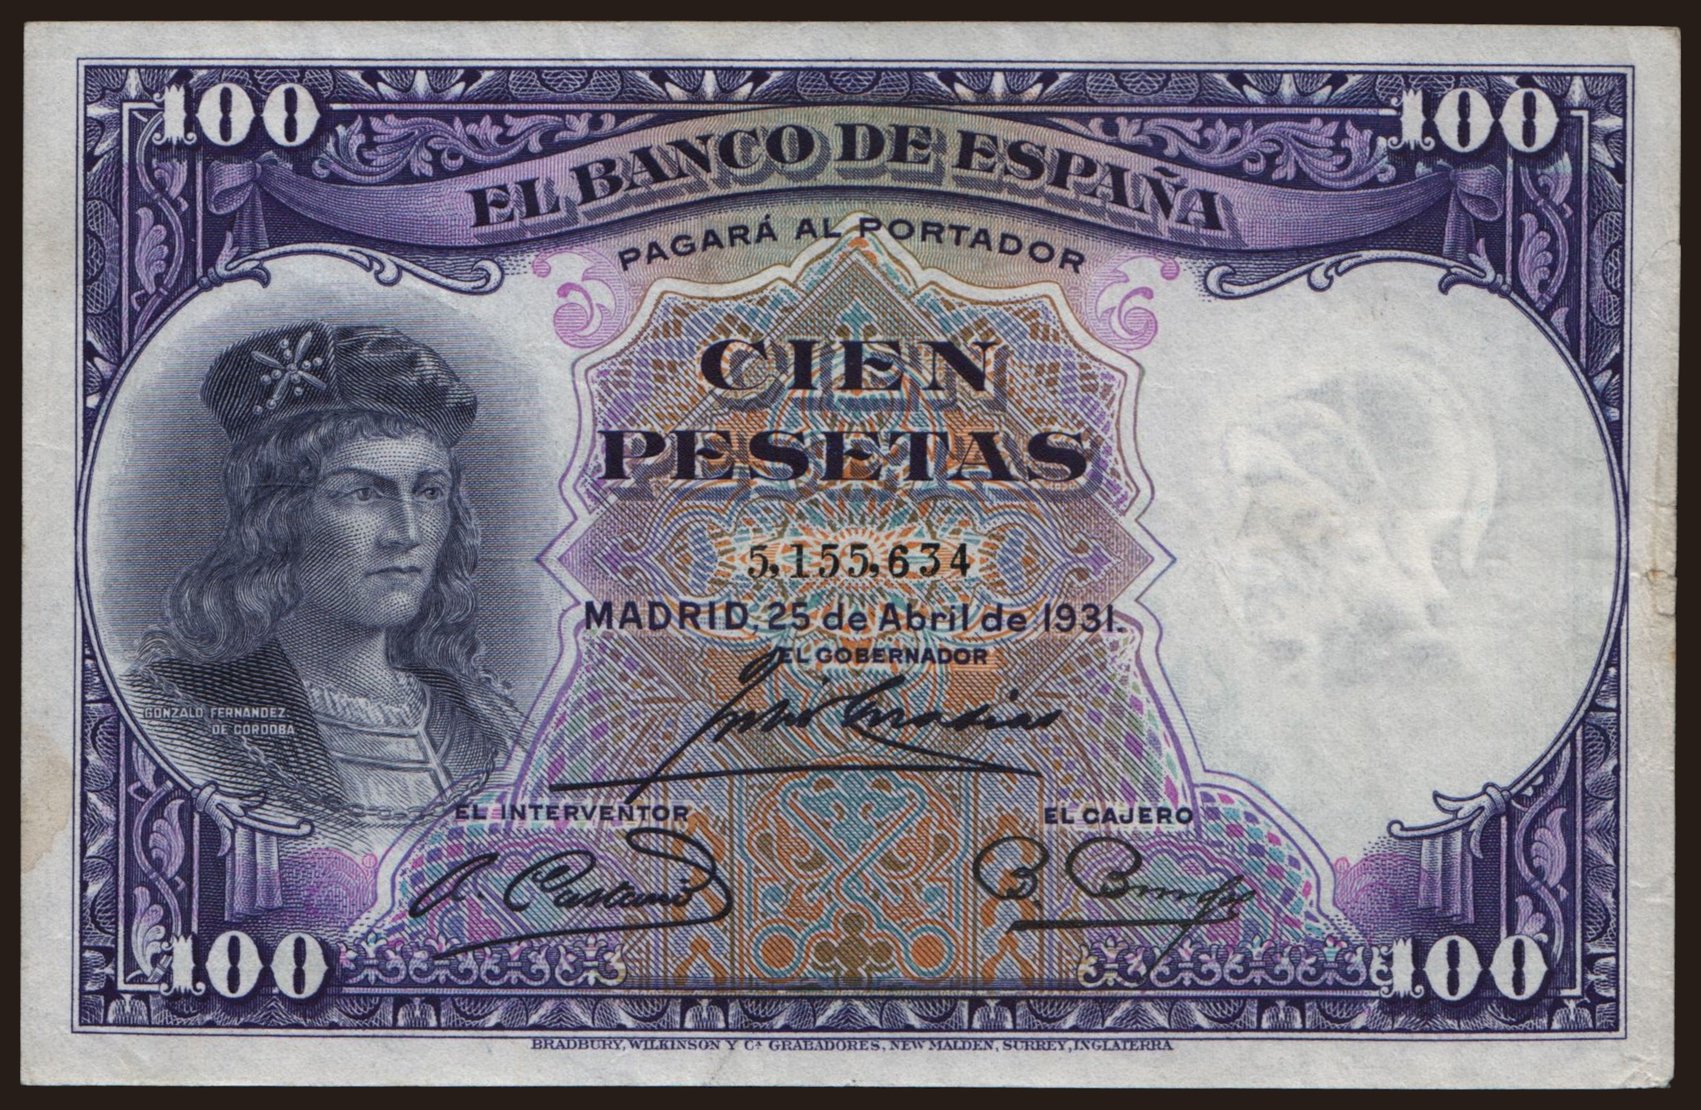 100 100
EL BANCO DE ESPAÑA
PAGARÁ AL PORTADOR
CIEN
PESETAS
5,155,634
MADRID, 25 de Abril de 1931.
EL GOBERNADOR
GONZALO FERNANDEZ
DE CORDOBA
EL INTERVENTOR EL CAJERO
100 100
BRADBURY, WILKINSON Y Cª GRABADORES, NEW MALDEN, SURREY, INGLATERRA